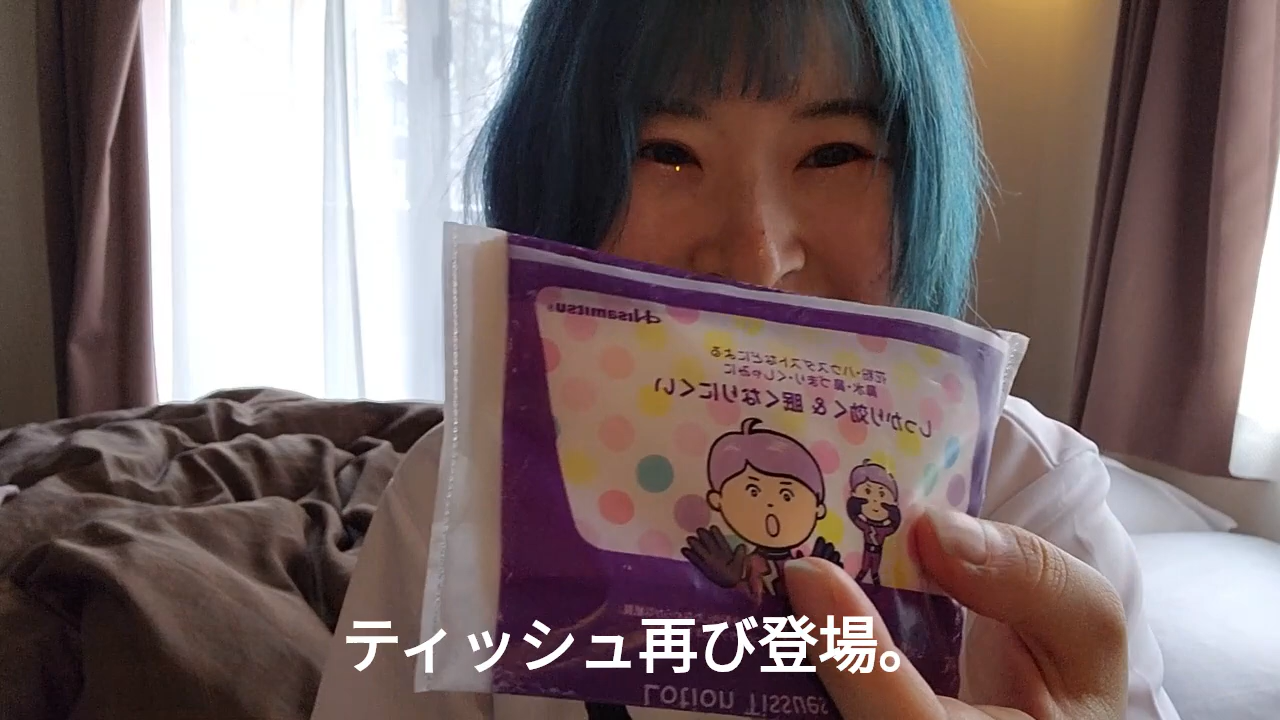 Hisamitsu®
花粉・ハウスダストなどによる
鼻水・鼻づまり・くしゃみに
しっかり効く & 眠くなりにくい
ティッシュ再び登場。
Lotion Tissues